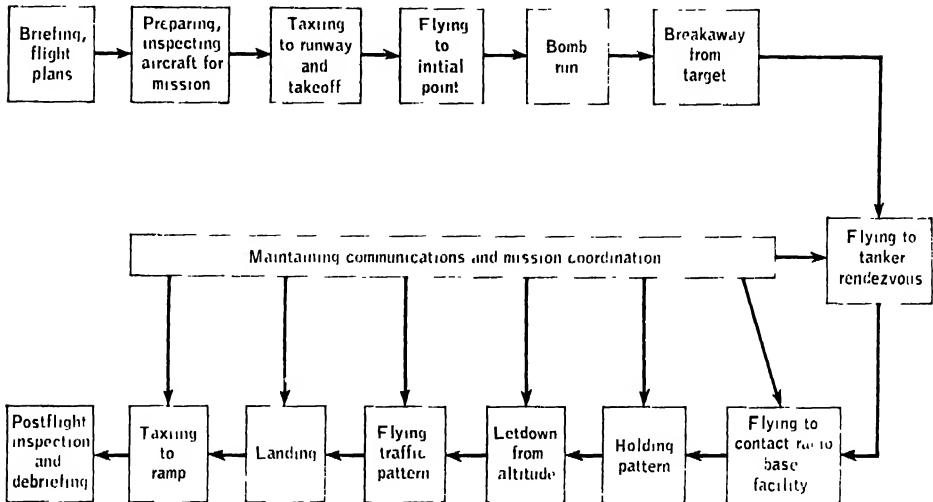 Briefing,
flight
plans
Preparing,
inspecting
aircraft for
mission
Taxiing
to runway
and
takeoff
Flying
to
initial
point
Bomb
run
Breakaway
from
target
Maintaining communications and mission coordination
Flying to
tanker
rendezvous
Postflight
inspection
and
debriefing
Taxiing
to
ramp
Landing
Flying
traffic
pattern
Letdown
from
altitude
Holding
pattern
Flying to
contact
base
facility